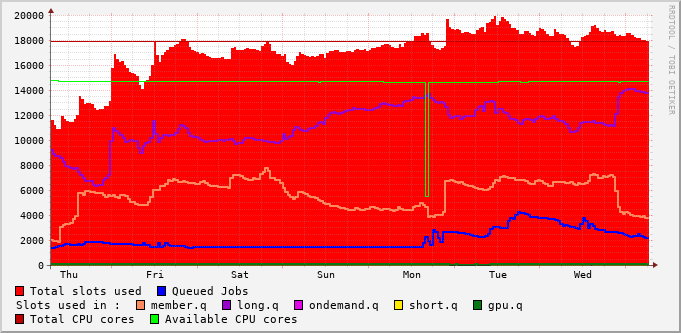 20000
18000
16000
14000
12000
10000
8000
6000
4000
2000
0
Thu Fri Sat Sun Mon Tue Wed
RRDTOOL / TOBI OETIKER
Total slots used Queued Jobs
Slots used in : member.q long.q ondemand.q short.q gpu.q
Total CPU cores Available CPU cores